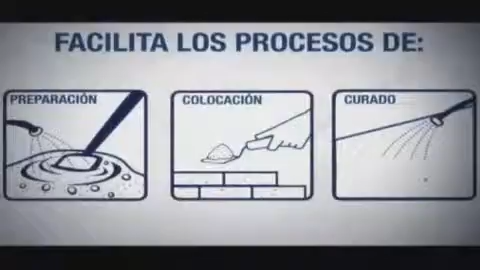 FACILITA LOS PROCESOS DE:
PREPARACIÓN
COLOCACIÓN
CURADO